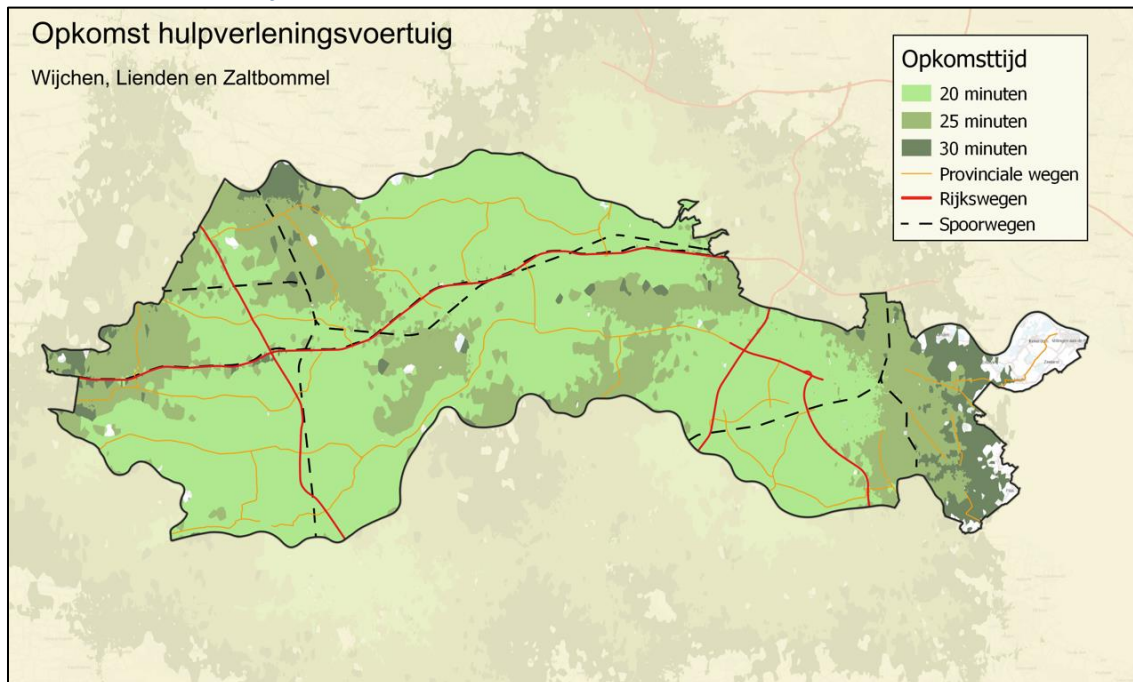 Opkomst hulpverleningsvoertuig
Wijchen, Lienden en Zaltbommel
Opkomsttijd
20 minuten
25 minuten
30 minuten
Provinciale wegen
Rijkswegen
Spoorwegen